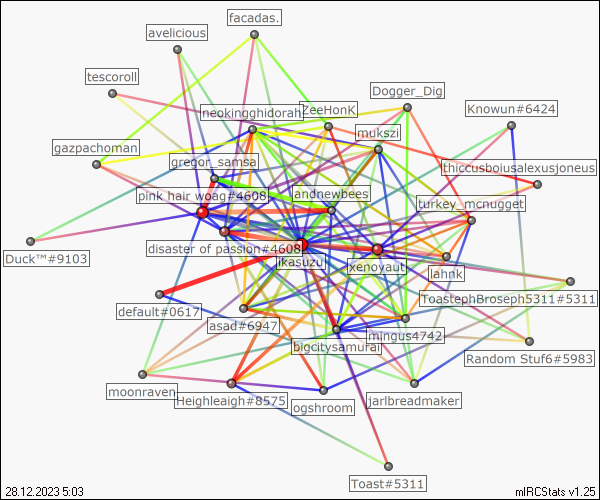 facadas.
avelicious
tescoroll
Dogger_Dig
Knowun#6424
neokingghidorah
ZeeHonK
mukszi
gazpachoman
gregon_samsa
thiccusboiusalexusjoneus
pink hair woag#4608
andnewbees
turkey_mcnugget
Duck™#9103
disaster of passion#4608
ikasuzu
xenoyaut
lahnk
default#0617
asad#6947
ToastephBroseph5311#5311
bigcitysamurai
mingus4742
Random Stuf6#5983
moonraven
Heighleaigh#8575
ogshroom
jarlbreadmaker
Toast#5311
28.12.2023 5:03
mIRCStats v1.25